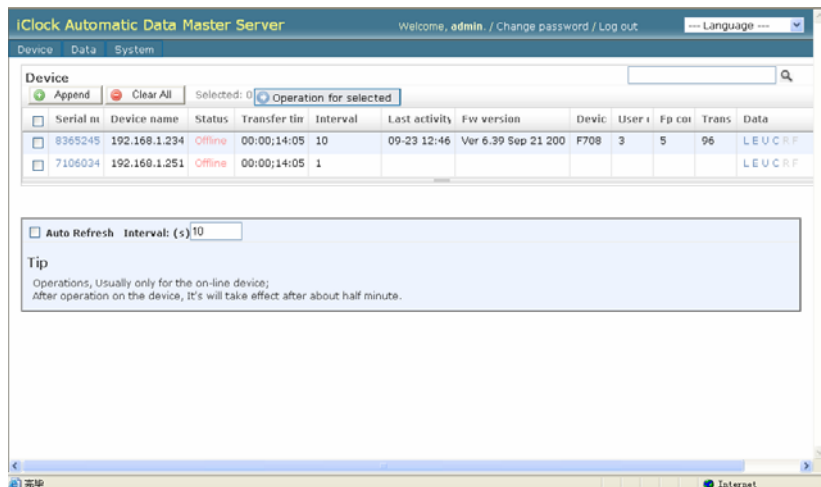 iClock Automatic Data Master Server
Welcome, admin. / Change password / Log out
--- Language ---
Device Data System
Device
Append Clear All Selected: 0 Operation for selected
Serial nu Device name Status Transfer tim Interval Last activity Fw version Devic User Fp cou Trans Data
8365245 192.168.1.234 Offline 00:00;14:05 10 09-23 12:46 Ver 6.39 Sep 21 200 F708 3 5 96 L E U C R F
7106034 192.168.1.251 Offline 00:00;14:05 1 L E U C R F
Auto Refresh Interval: (s) 10
Tip
Operations, Usually only for the on-line device;
After operation on the device, It's will take effect after about half minute.
完毕 Internet